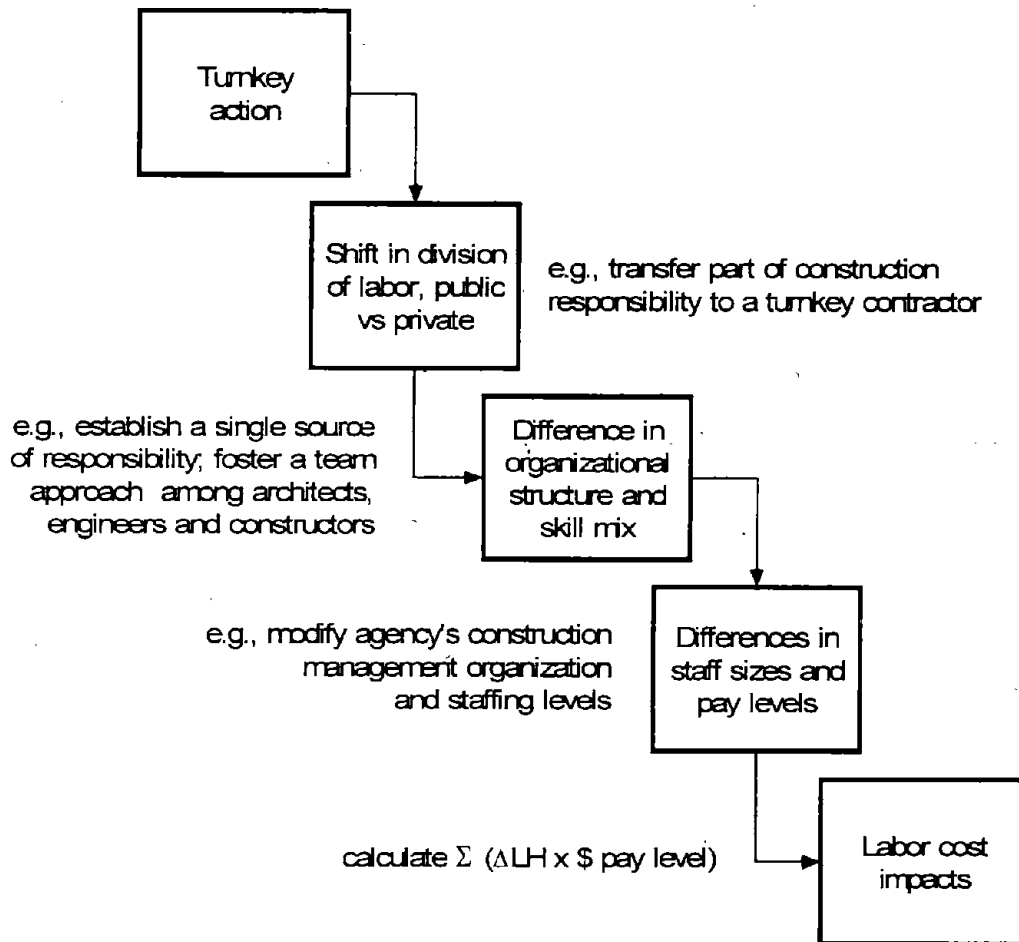 Turnkey
action
Shift in division
of labor, public
vs private
e.g., transfer part of construction
responsibility to a turnkey contractor
e.g., establish a single source
of responsibility; foster a team
approach among architects,
engineers and constructors
Difference in
organizational
structure and
skill mix
e.g., modify agency's construction
management organization
and staffing levels
Differences in
staff sizes and
pay levels
calculate Σ (ΔLH x $ pay level)
Labor cost
impacts